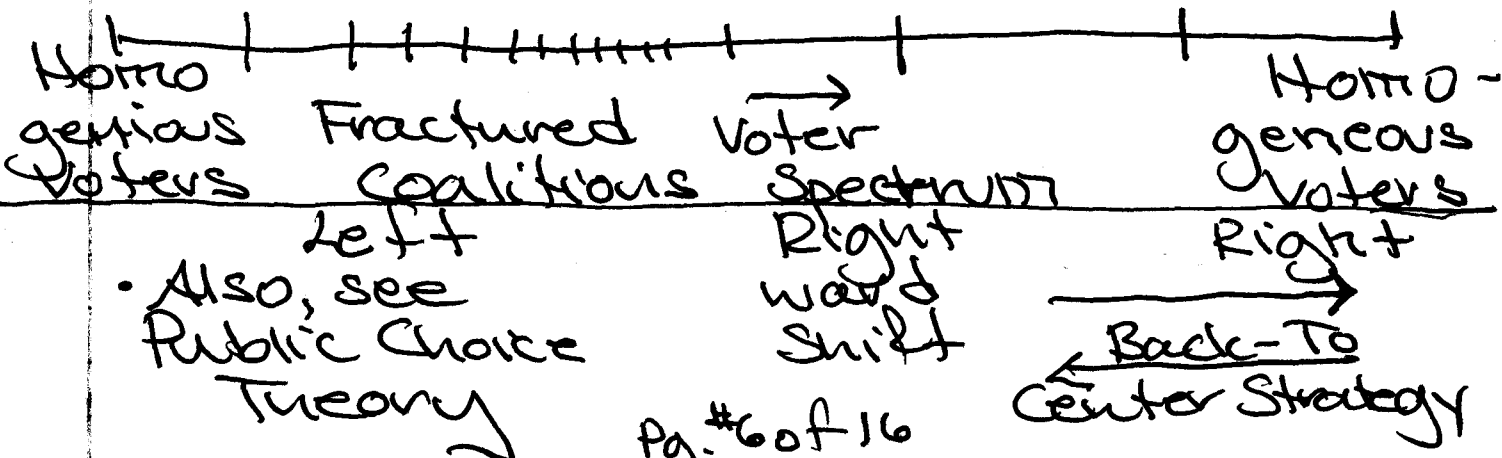 Homo Homo-
genious Fractured Voter geneous
Voters Coalitions Spectrum Voters
Left Right Right
• Also, see ward
Public Choice Shift Back-To
Theory Center Strategy
Pg. #6 of 16